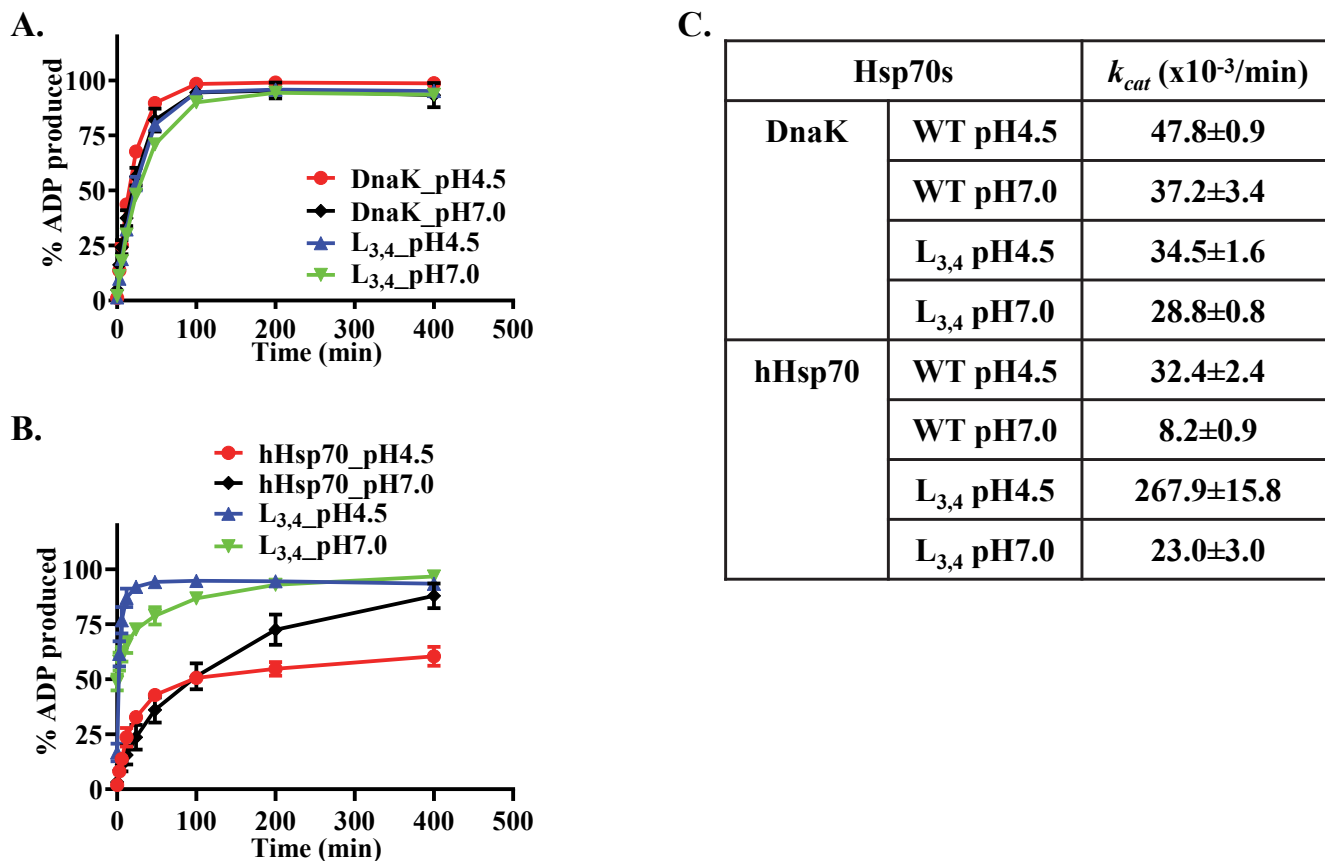 A.
% ADP produced
100
75
50
25
0
DnaK_pH4.5
DnaK_pH7.0
L3,4_pH4.5
L3,4_pH7.0
0 100 200 300 400 500
Time (min)
B.
hHsp70_pH4.5
hHsp70_pH7.0
L3,4_pH4.5
L3,4_pH7.0
% ADP produced
100
75
50
25
0
0 100 200 300 400 500
Time (min)
C.
Hsp70s kcat (x10-3/min)
DnaK WT pH4.5 47.8±0.9
WT pH7.0 37.2±3.4
L3,4 pH4.5 34.5±1.6
L3,4 pH7.0 28.8±0.8
hHsp70 WT pH4.5 32.4±2.4
WT pH7.0 8.2±0.9
L3,4 pH4.5 267.9±15.8
L3,4 pH7.0 23.0±3.0